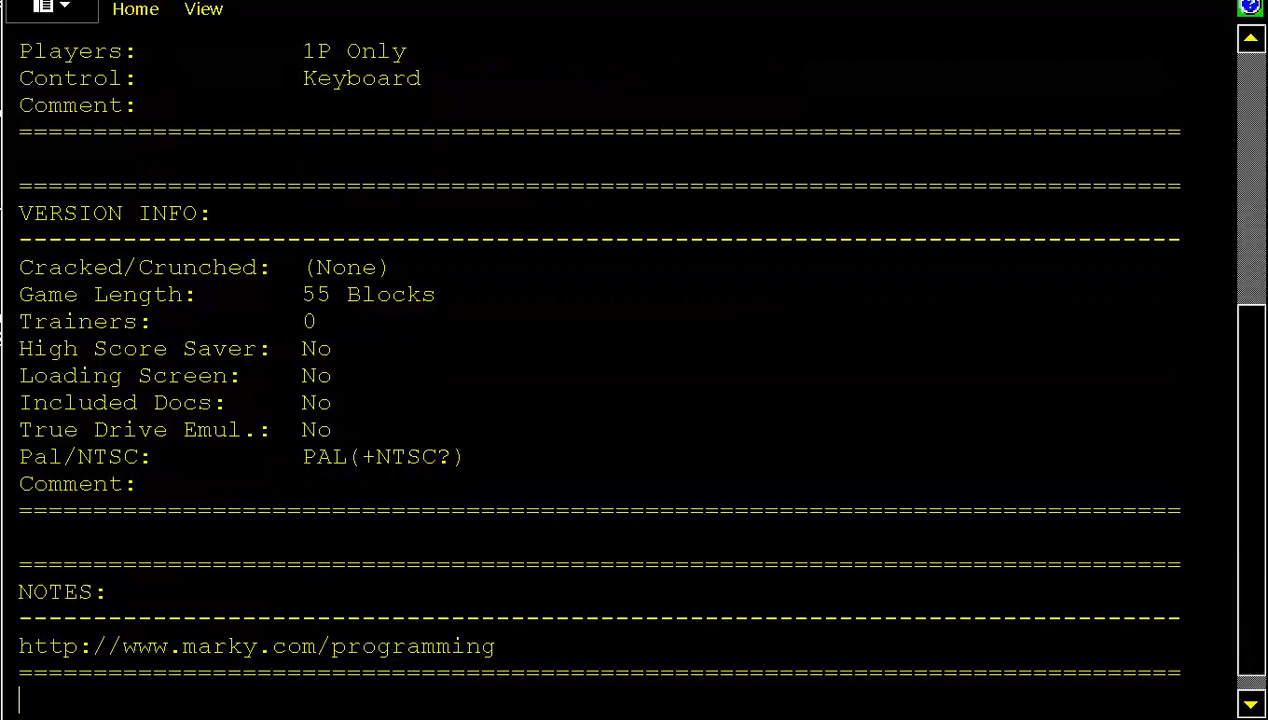 Home View
Players: 1P Only
Control: Keyboard
Comment:
===============================================================================
===============================================================================
VERSION INFO:
-------------------------------------------------------------------------------
Cracked/Crunched: (None)
Game Length: 55 Blocks
Trainers: 0
High Score Saver: No
Loading Screen: No
Included Docs: No
True Drive Emul.: No
Pal/NTSC: PAL(+NTSC?)
Comment:
===============================================================================
===============================================================================
NOTES:
-------------------------------------------------------------------------------
http://www.marky.com/programming
===============================================================================